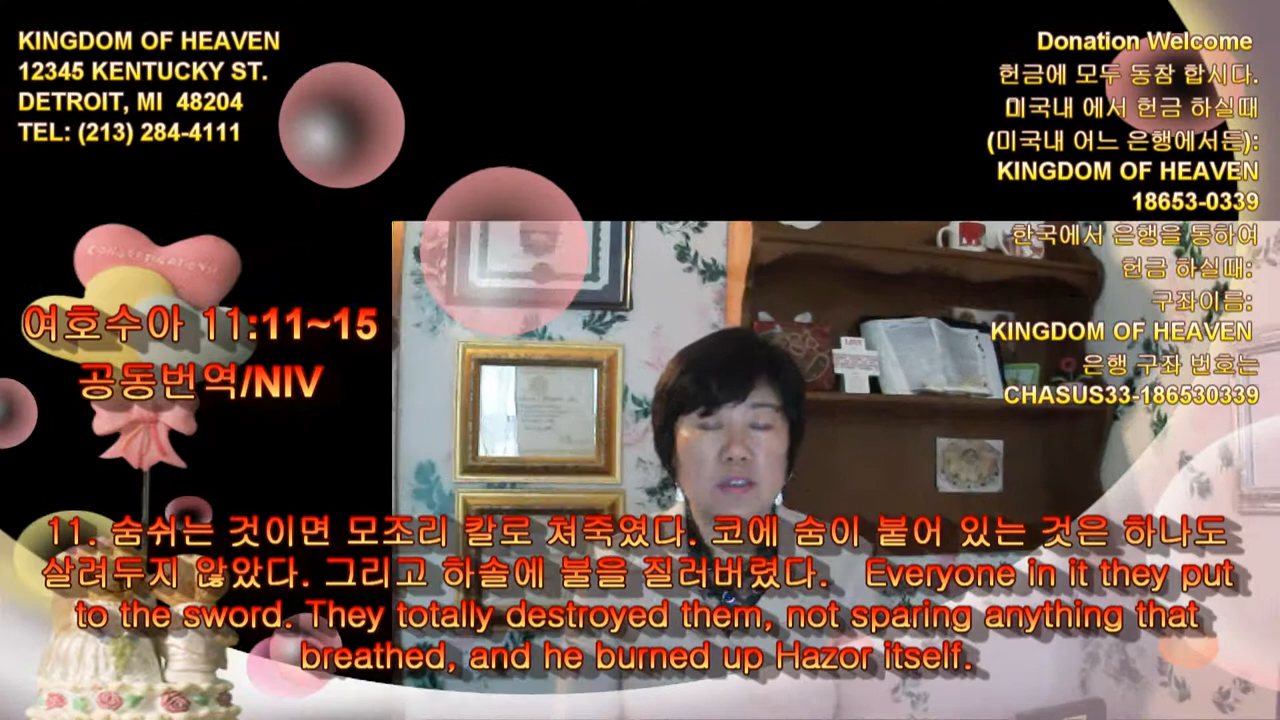 KINGDOM OF HEAVEN
12345 KENTUCKY ST.
DETROIT, MI 48204
TEL: (213) 284-4111
Donation Welcome
헌금에 모두 동참 합시다.
미국내 에서 헌금 하실때
(미국내 어느 은행에서든):
KINGDOM OF HEAVEN
18653-0339
한국에서 은행을 통하여
헌금 하실때:
구좌이름:
KINGDOM OF HEAVEN
은행 구좌 번호는
CHASUS33-186530339
CONGRATULATIONS!
여호수아 11:11~15
공동번역/NIV
11. 숨쉬는 것이면 모조리 칼로 쳐죽였다. 코에 숨이 붙어 있는 것은 하나도
살려두지 않았다. 그리고 하솔에 불을 질러버렸다. Everyone in it they put
to the sword. They totally destroyed them, not sparing anything that
breathed, and he burned up Hazor itself.